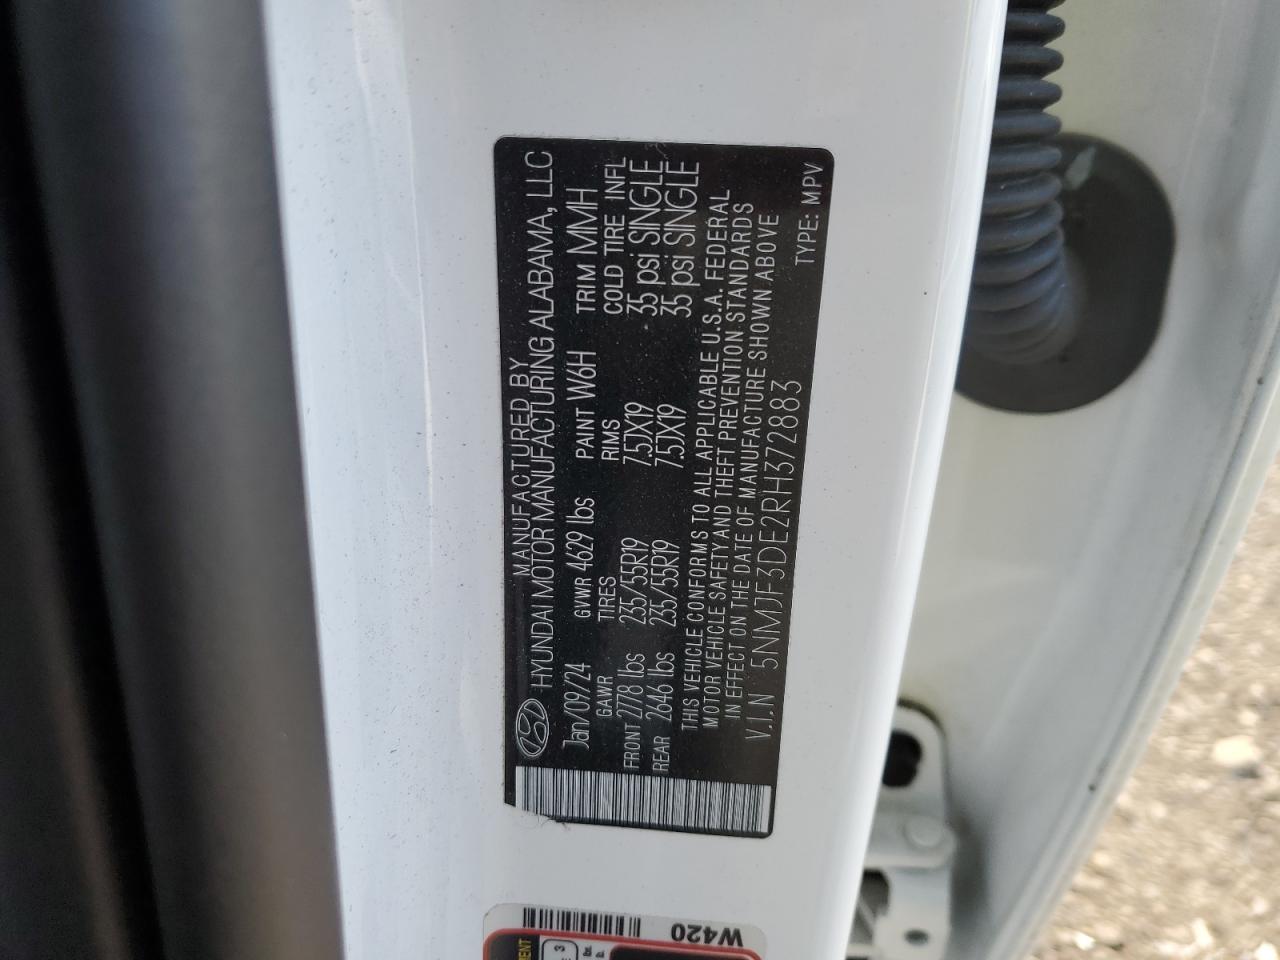 MANUFACTURED BY
HYUNDAI MOTOR MANUFACTURING ALABAMA, LLC
Jan/09/24 GVWR 4629 lbs PAINT W6H TRIM MMH
GAWR TIRES RIMS COLD TIRE INFL
FRONT 2778 lbs 235/55R19 7.5JX19 35 psi SINGLE
REAR 2646 lbs 235/55R19 7.5JX19 35 psi SINGLE
THIS VEHICLE CONFORMS TO ALL APPLICABLE U.S.A. FEDERAL
MOTOR VEHICLE SAFETY AND THEFT PREVENTION STANDARDS
IN EFFECT ON THE DATE OF MANUFACTURE SHOWN ABOVE
V.I.N 5NMJF3DE2RH372883 TYPE: MPV
W420